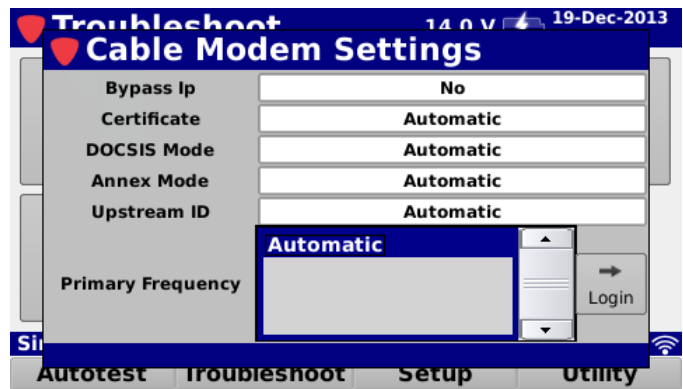 Troubleshoot 14.0 V 19-Dec-2013
Cable Modem Settings
Bypass Ip No
Certificate Automatic
DOCSIS Mode Automatic
Annex Mode Automatic
Upstream ID Automatic
Automatic
Primary Frequency
Login
Autotest Troubleshoot Setup Utility